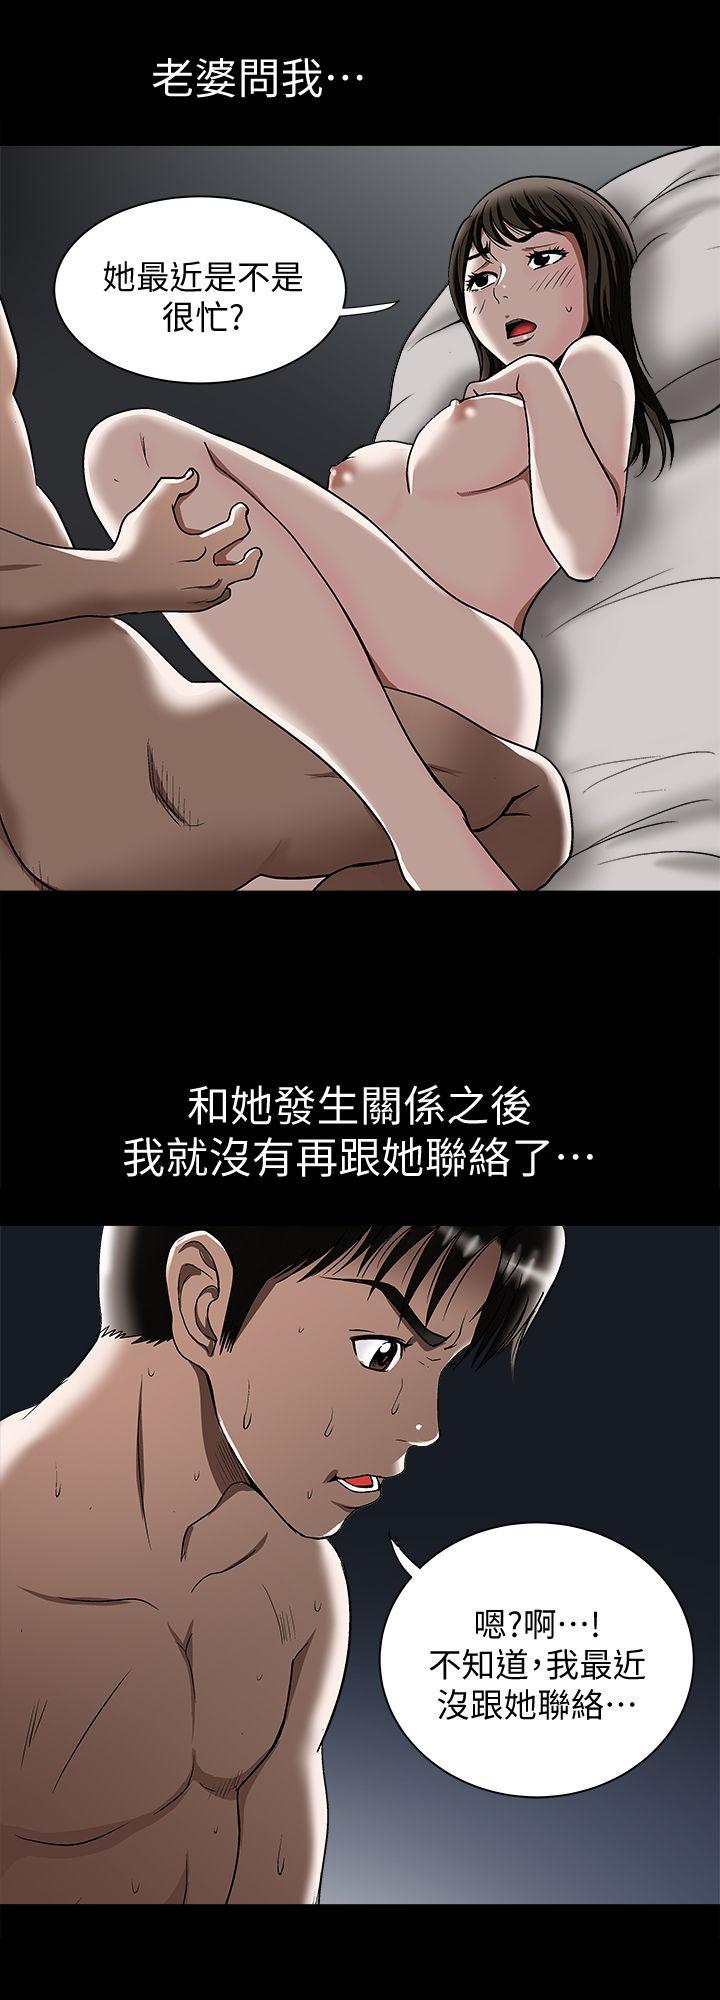 老婆問我⋯
她最近是不是
很忙?
和她發生關係之後
我就沒有再跟她聯絡了⋯
嗯?啊⋯!
不知道,我最近
沒跟她聯絡⋯